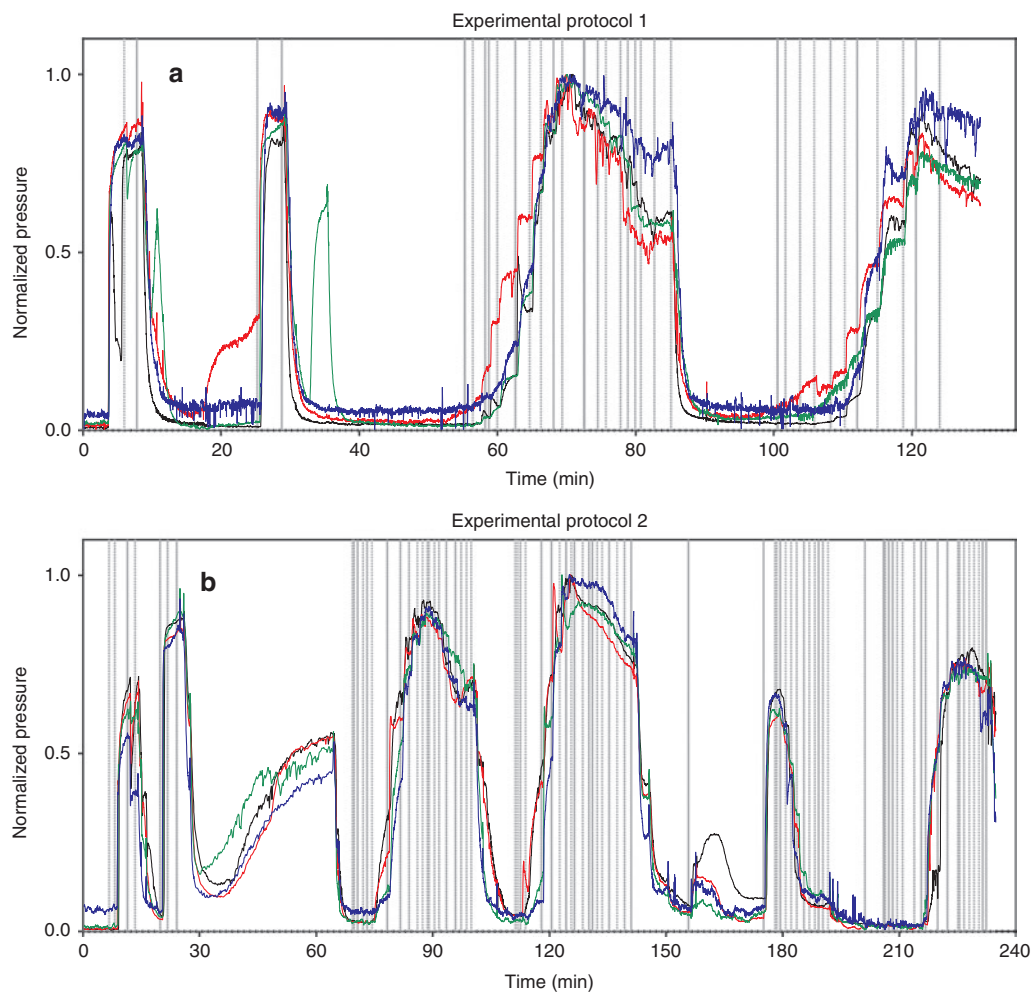 Experimental protocol 1
a
1.0
0.5
0.0
Normalized pressure
0 20 40 60 80 100 120
Time (min)
Experimental protocol 2
b
1.0
0.5
0.0
Normalized pressure
0 30 60 90 120 150 180 210 240
Time (min)